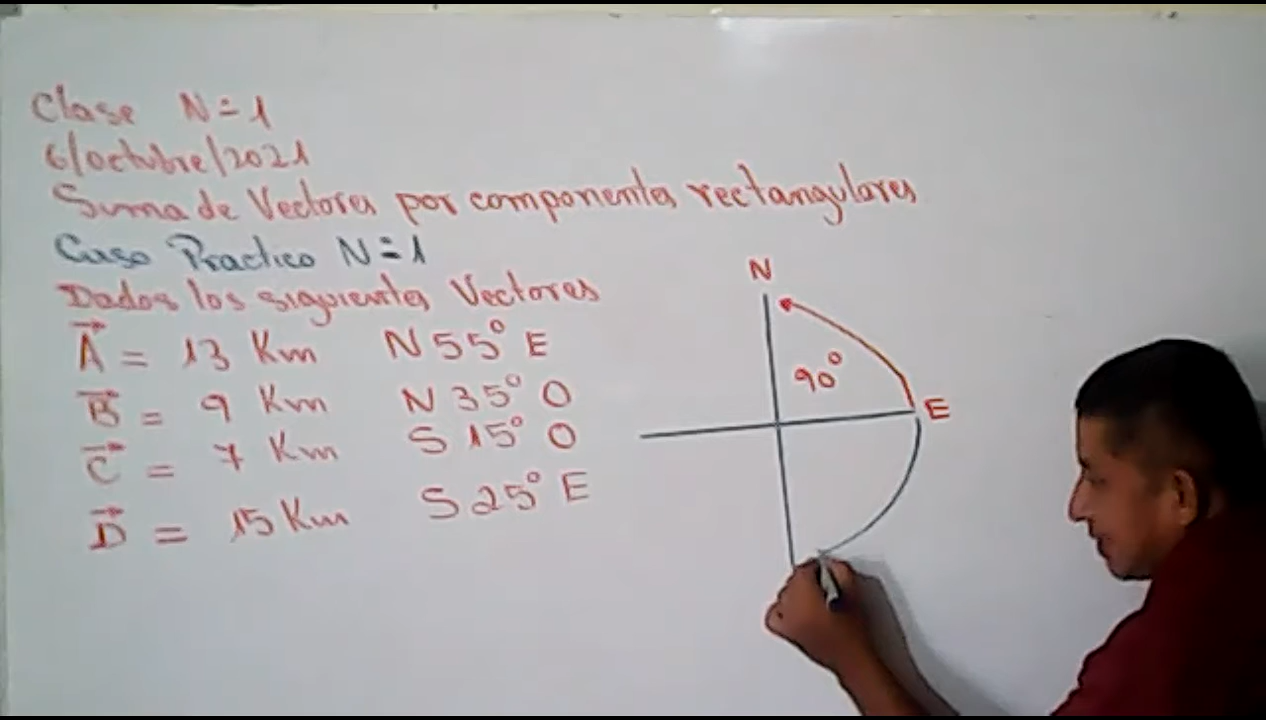 Clase N=1
6/octubre/2021
Suma de Vectores por componentes rectangulares
Caso Practico N=1
Dados los siguientes Vectores
A = 13 Km N 55° E
B = 9 Km N 35° O
C = 7 Km S 15° O
D = 15 Km S 25° E
N
90°
E